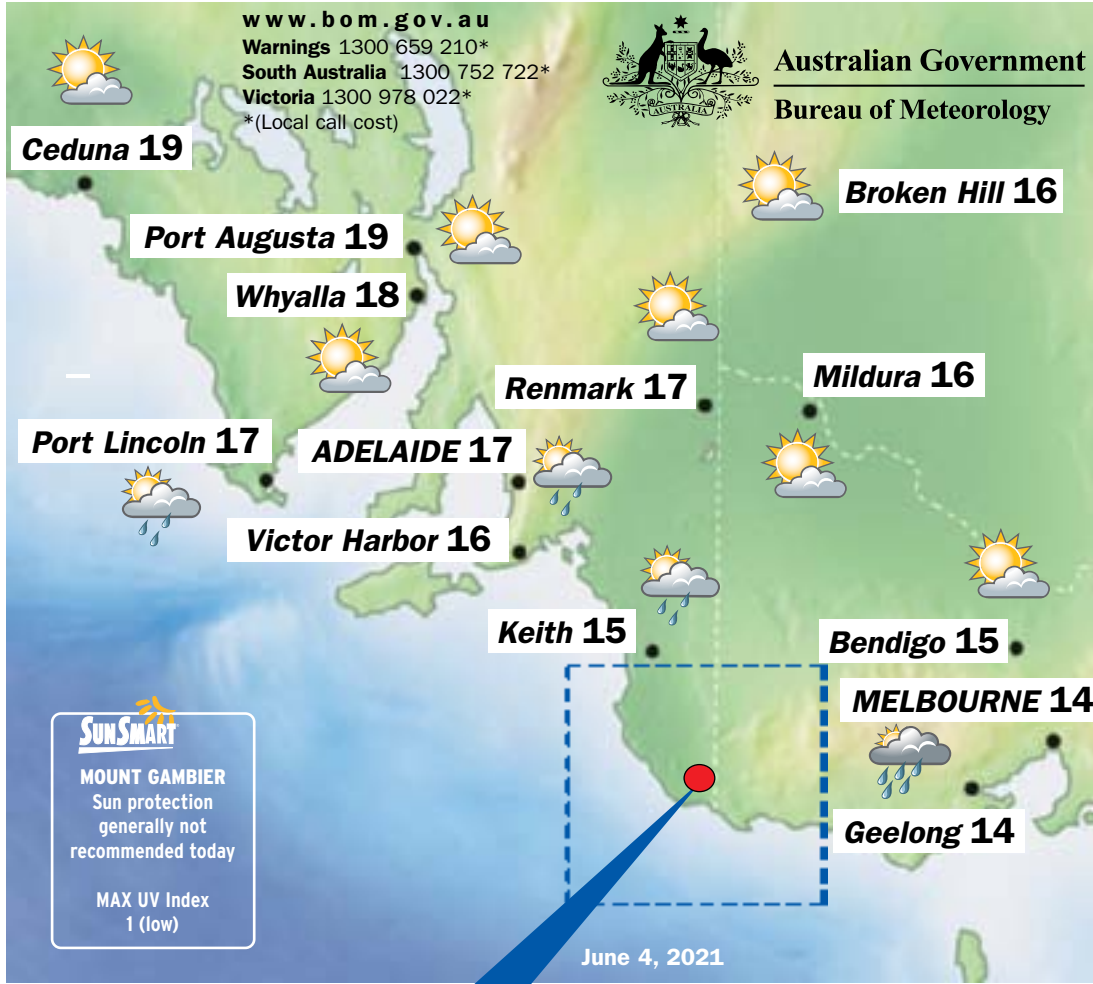 www.bom.gov.au
Warnings 1300 659 210*
South Australia 1300 752 722*
Victoria 1300 978 022*
*(Local call cost)
AUSTRALIA
Australian Government
Bureau of Meteorology
Ceduna 19
Broken Hill 16
Port Augusta 19
Whyalla 18
Renmark 17
Mildura 16
Port Lincoln 17
ADELAIDE 17
Victor Harbor 16
Keith 15
Bendigo 15
MELBOURNE 14
Geelong 14
SUNSMART
MOUNT GAMBIER
Sun protection
generally not
recommended today
MAX UV Index
1 (low)
June 4, 2021